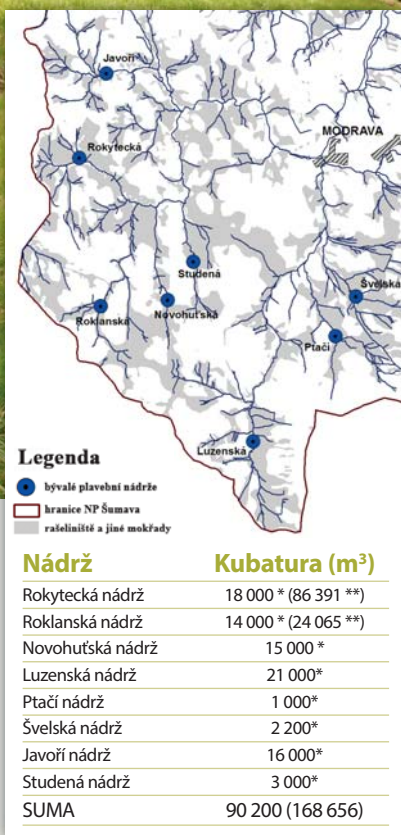 Javoří
MODRAVA
Rokytecká
Studená
Švelská
Roklanská
Novohuťská
Ptačí
Luzenská
Legenda
bývalé plavební nádrže
hranice NP Šumava
rašeliniště a jiné mokřady
Nádrž Kubatura (m³)
Rokytecká nádrž 18 000 * (86 391 **)
Roklanská nádrž 14 000 * (24 065 **)
Novohuťská nádrž 15 000 *
Luzenská nádrž 21 000*
Ptačí nádrž 1 000*
Švelská nádrž 2 200*
Javoří nádrž 16 000*
Studená nádrž 3 000*
SUMA 90 200 (168 656)